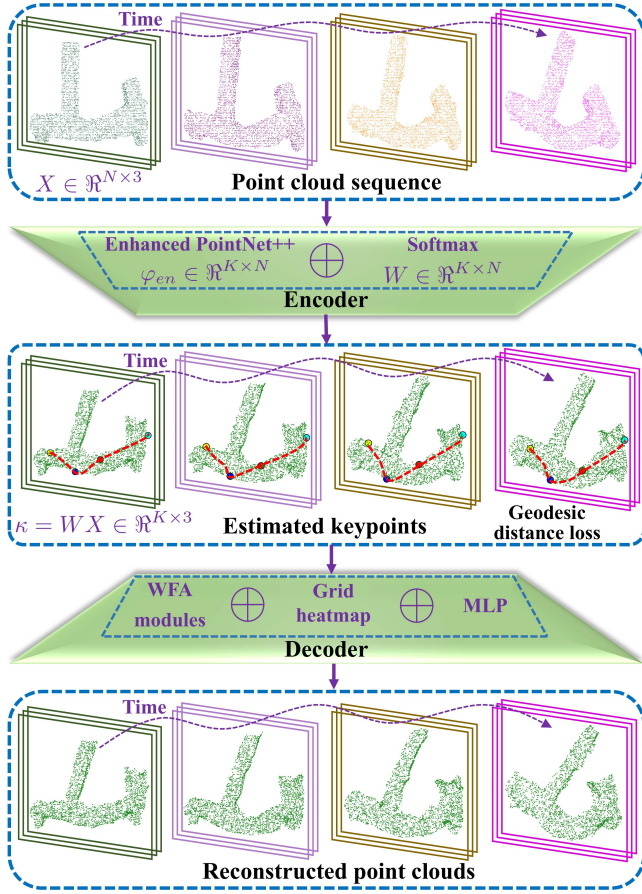 Time
X ∈ ℜ^{N×3}
Point cloud sequence
Enhanced PointNet++
Softmax
φ_{en} ∈ ℜ^{K×N}
W ∈ ℜ^{K×N}
Encoder
Time
κ = WX ∈ ℜ^{K×3}
Estimated keypoints
Geodesic
distance loss
WFA
modules
Grid
heatmap
MLP
Decoder
Time
Reconstructed point clouds